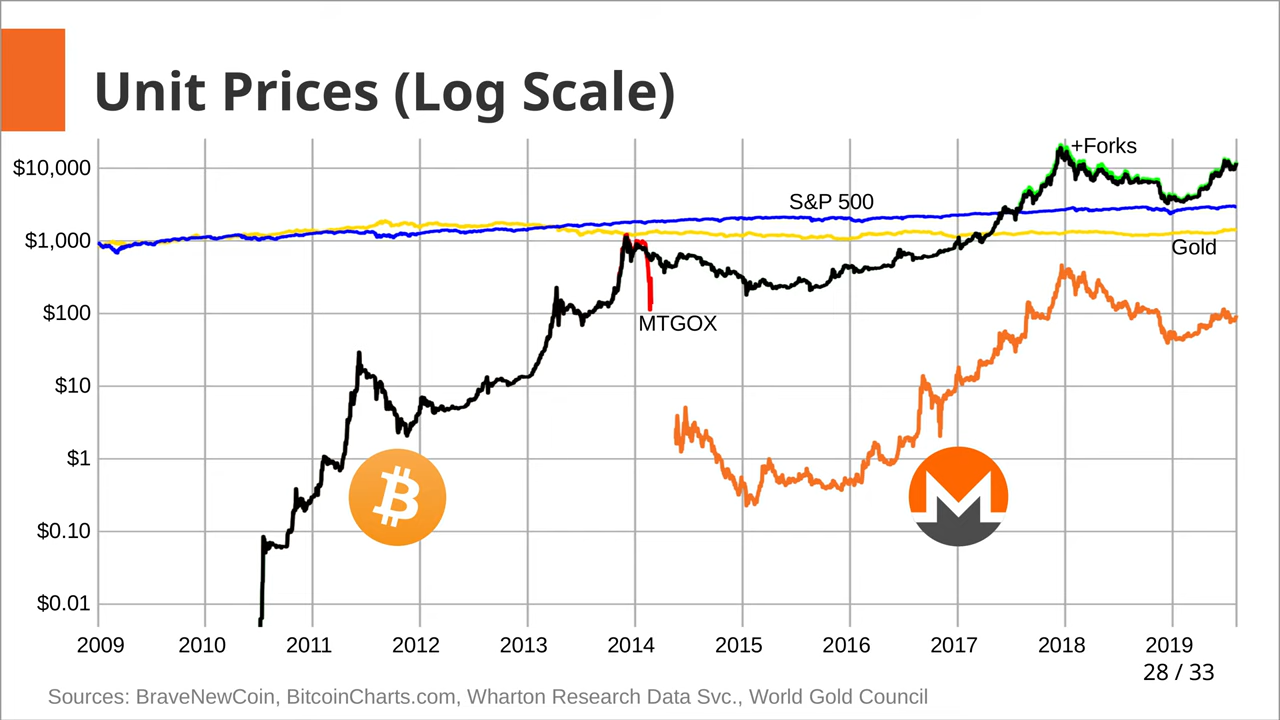 Unit Prices (Log Scale)
+Forks
$10,000
S&P 500
$1,000
Gold
$100
MTGOX
$10
$1
$0.10
$0.01
2009 2010 2011 2012 2013 2014 2015 2016 2017 2018 2019
28 / 33
Sources: BraveNewCoin, BitcoinCharts.com, Wharton Research Data Svc., World Gold Council